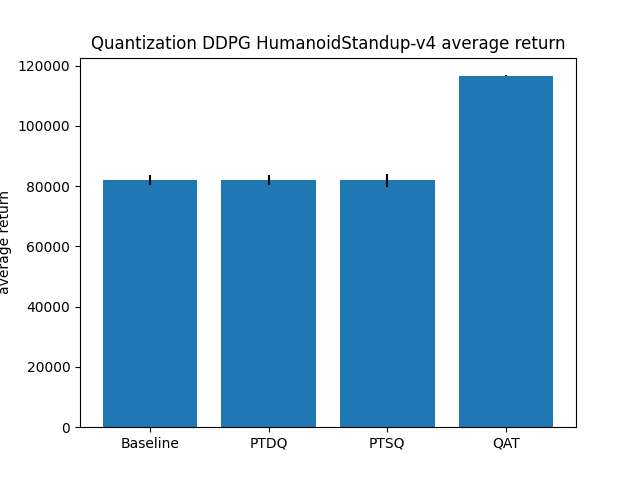 Quantization DDPG HumanoidStandup-v4 average return
120000
100000
80000
60000
40000
20000
0
average return
Baseline PTDQ PTSQ QAT